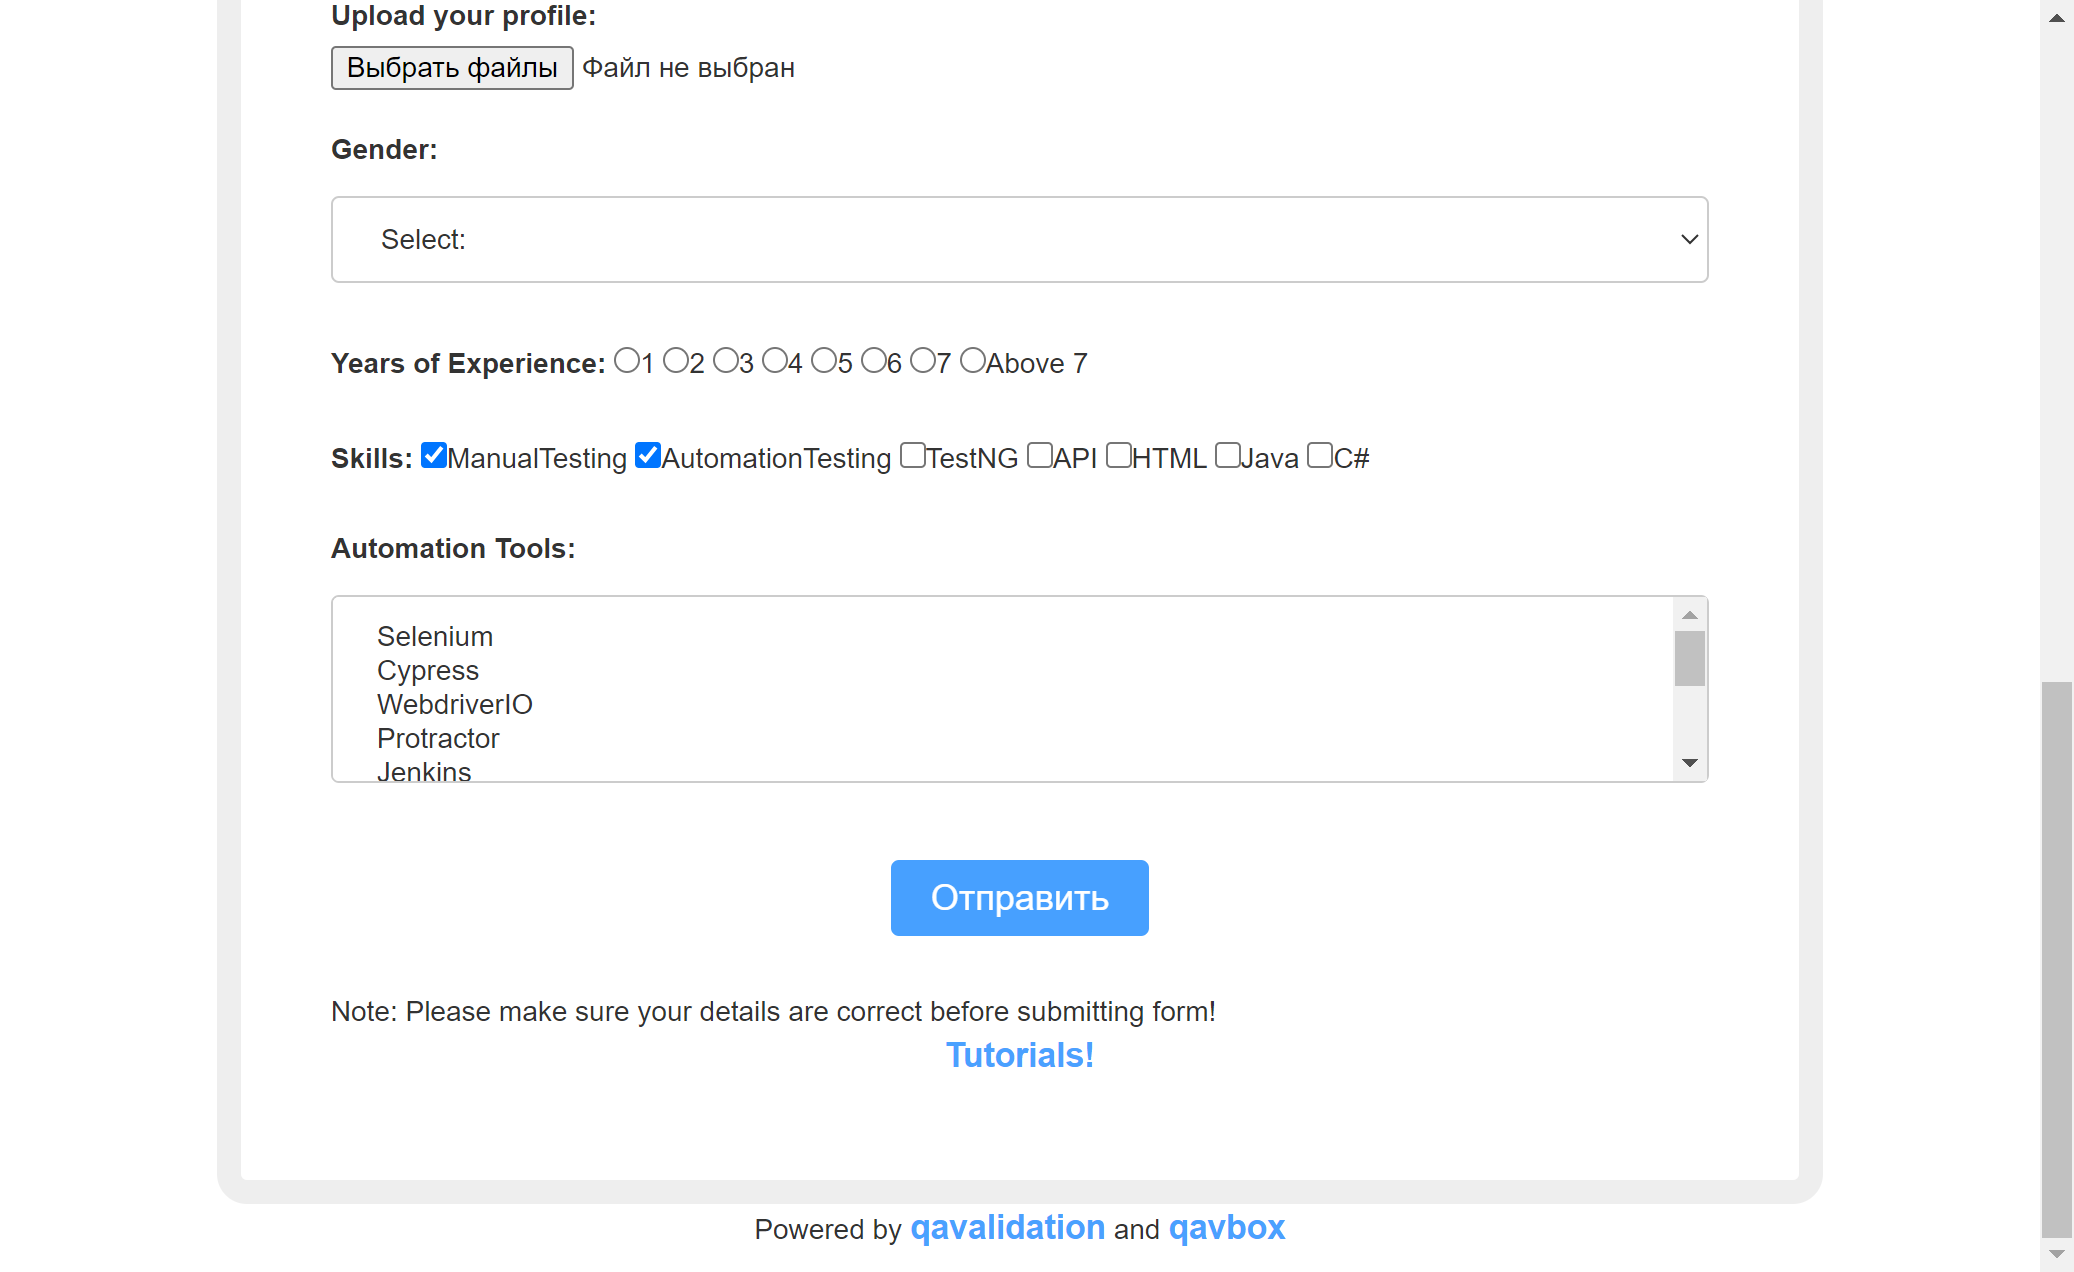 Upload your profile:
Выбрать файлы Файл не выбран
Gender:
Select:
Years of Experience: 1 2 3 4 5 6 7 Above 7
Skills: ManualTesting AutomationTesting TestNG API HTML Java C#
Automation Tools:
Selenium
Cypress
WebdriverIO
Protractor
Jenkins
Отправить
Note: Please make sure your details are correct before submitting form!
Tutorials!
Powered by qavalidation and qavbox